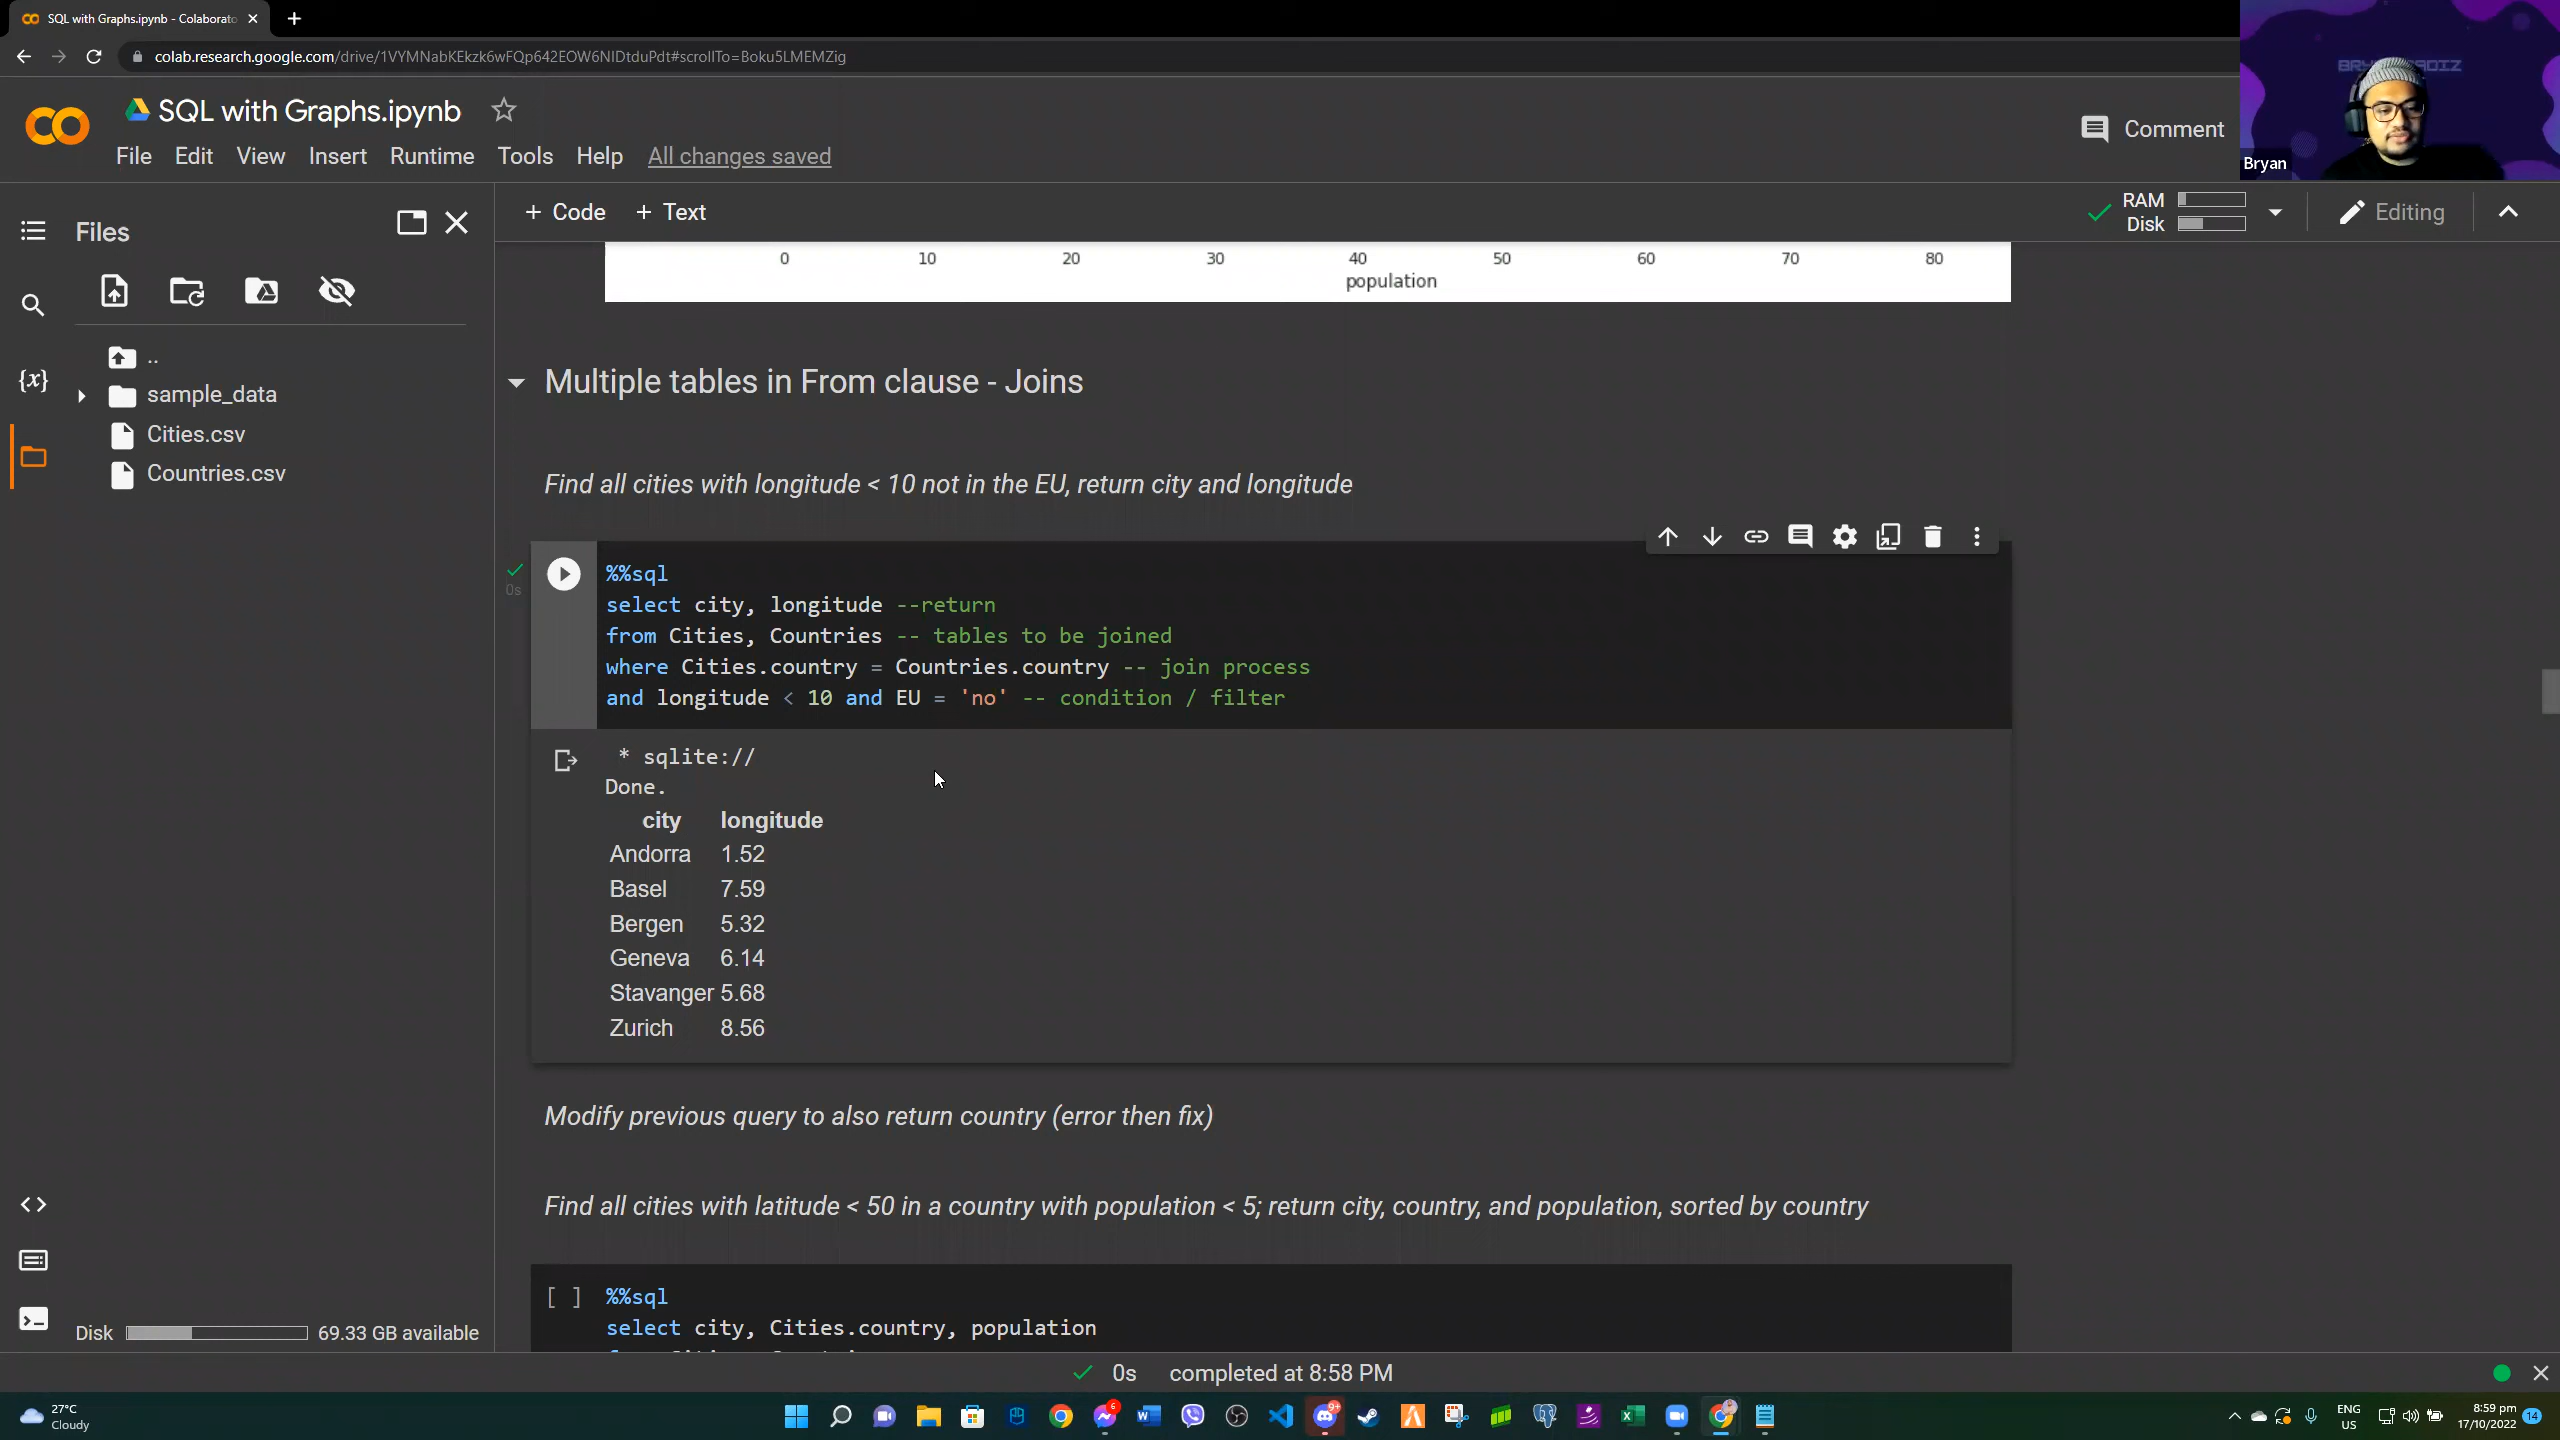 SQL with Graphs.ipynb - Colaborato
colab.research.google.com/drive/1VYMNabKEkzk6wFQp642EOW6NIDtduPdt#scrollTo=Boku5LMEMZig
SQL with Graphs.ipynb
File Edit View Insert Runtime Tools Help All changes saved
Comment
Bryan
Files
+ Code + Text
RAM
Disk
Editing
..
sample_data
Cities.csv
Countries.csv
{x}
0 10 20 30 40 50 60 70 80
population
Multiple tables in From clause - Joins
Find all cities with longitude < 10 not in the EU, return city and longitude
0s
%%sql
select city, longitude --return
from Cities, Countries -- tables to be joined
where Cities.country = Countries.country -- join process
and longitude < 10 and EU = 'no' -- condition / filter
* sqlite://
Done.
city longitude
Andorra 1.52
Basel 7.59
Bergen 5.32
Geneva 6.14
Stavanger 5.68
Zurich 8.56
Modify previous query to also return country (error then fix)
Find all cities with latitude < 50 in a country with population < 5; return city, country, and population, sorted by country
[ ] %%sql
select city, Cities.country, population
Disk 69.33 GB available
0s completed at 8:58 PM
27°C
Cloudy
6
9+
ENG
US
8:59 pm
17/10/2022
14